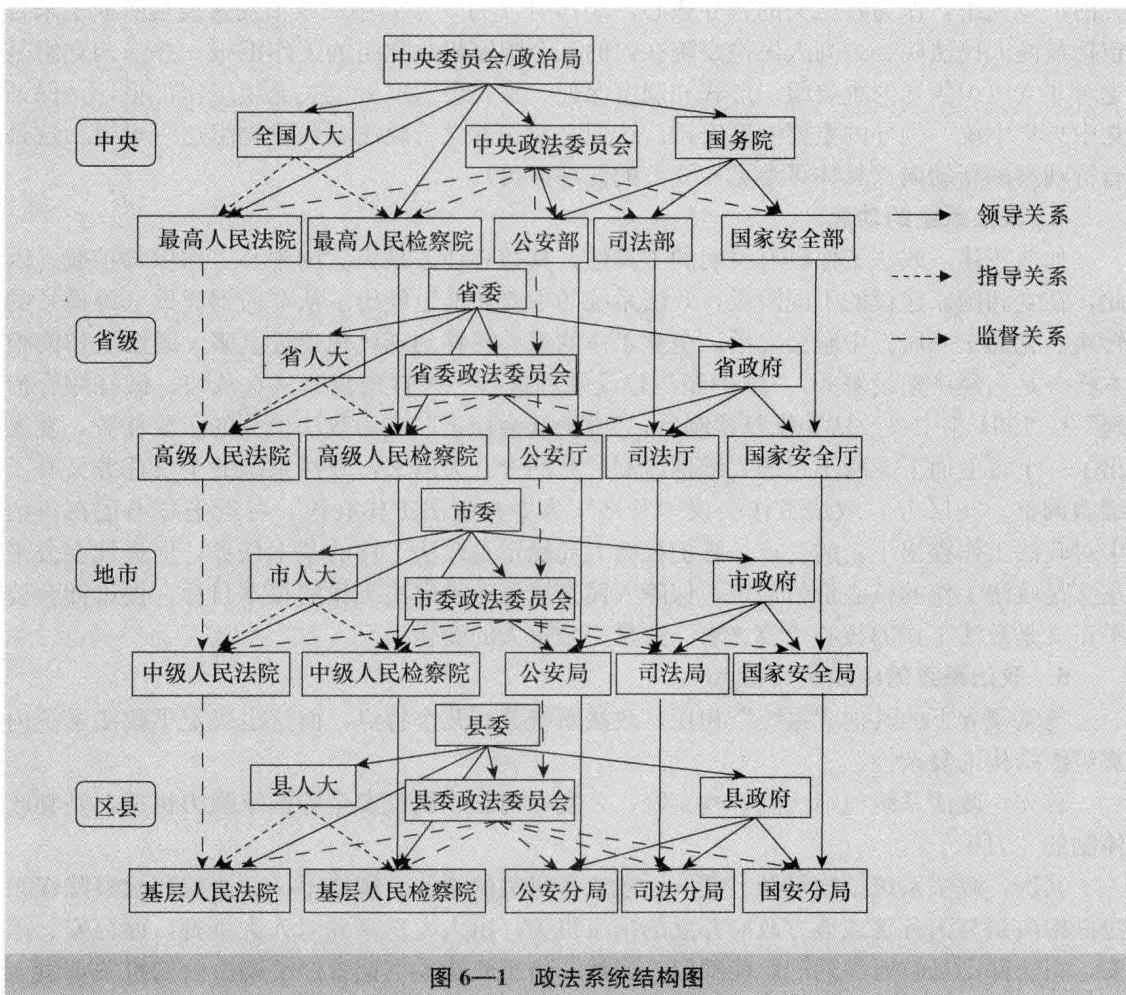 中央委员会/政治局
中央
全国人大
中央政法委员会
国务院
最高人民法院
最高人民检察院
公安部
司法部
国家安全部
领导关系
指导关系
监督关系
省级
省委
省人大
省委政法委员会
省政府
高级人民法院
高级人民检察院
公安厅
司法厅
国家安全厅
地市
市委
市人大
市委政法委员会
市政府
中级人民法院
中级人民检察院
公安局
司法局
国家安全局
区县
县委
县人大
县委政法委员会
县政府
基层人民法院
基层人民检察院
公安分局
司法分局
国安分局
图 6—1 政法系统结构图